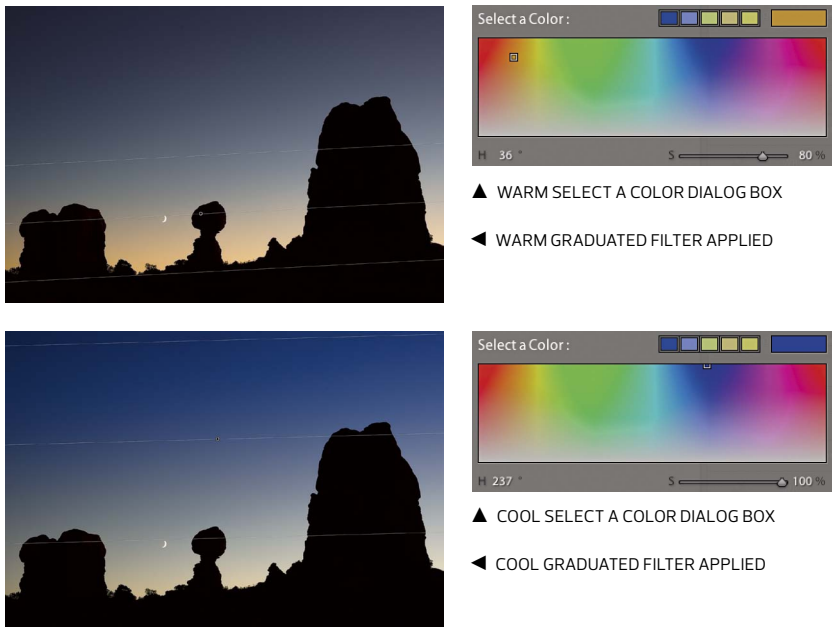 Select a Color :
H 36 ° S 80 %
▲ WARM SELECT A COLOR DIALOG BOX
◄ WARM GRADUATED FILTER APPLIED
Select a Color :
H 237 ° S 100 %
▲ COOL SELECT A COLOR DIALOG BOX
◄ COOL GRADUATED FILTER APPLIED